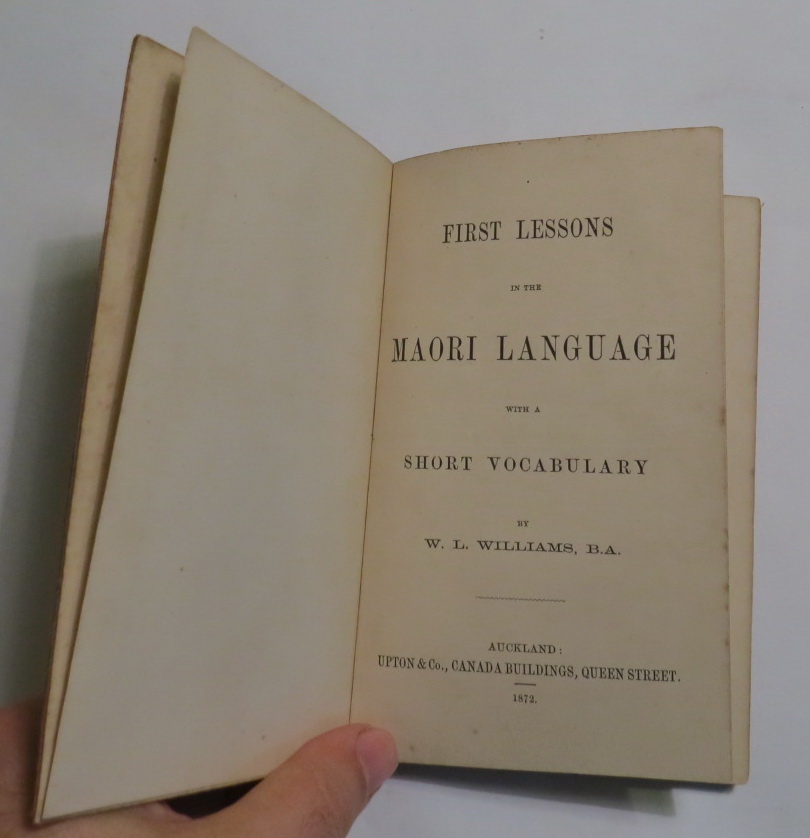 FIRST LESSONS
IN THE
MAORI LANGUAGE
WITH A
SHORT VOCABULARY
BY
W. L. WILLIAMS, B.A.
AUCKLAND:
UPTON & Co., CANADA BUILDINGS, QUEEN STREET.
1872.